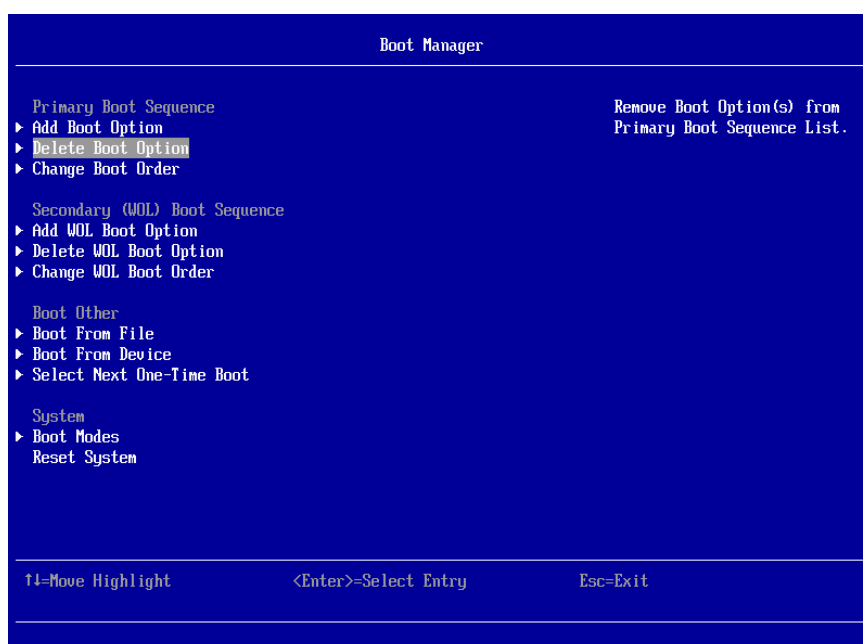 Boot Manager
Primary Boot Sequence
Remove Boot Option(s) from
▶ Add Boot Option
Primary Boot Sequence List.
▶ Delete Boot Option
▶ Change Boot Order
Secondary (WOL) Boot Sequence
▶ Add WOL Boot Option
▶ Delete WOL Boot Option
▶ Change WOL Boot Order
Boot Other
▶ Boot From File
▶ Boot From Device
▶ Select Next One-Time Boot
System
▶ Boot Modes
Reset System
↑↓=Move Highlight <Enter>=Select Entry Esc=Exit